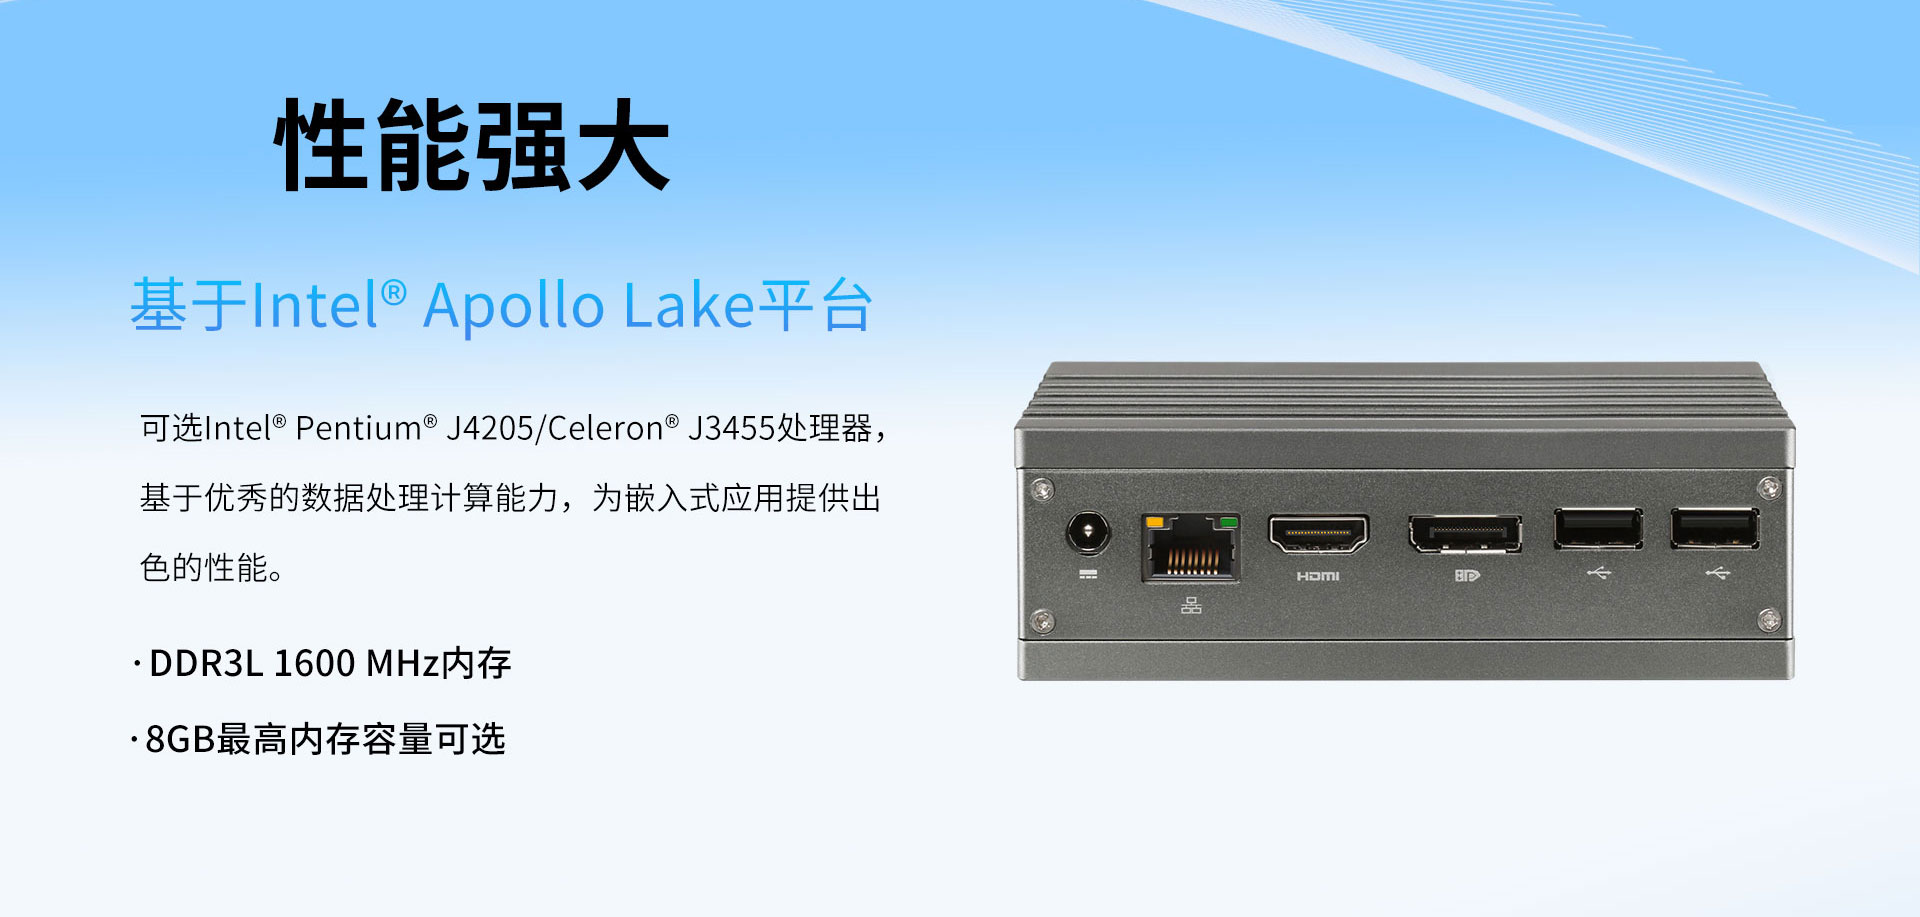 性能强大
基于Intel® Apollo Lake平台
可选Intel® Pentium® J4205/Celeron® J3455处理器，
基于优秀的数据处理计算能力，为嵌入式应用提供出
色的性能。
·DDR3L 1600 MHz内存
·8GB最高内存容量可选
HDMI